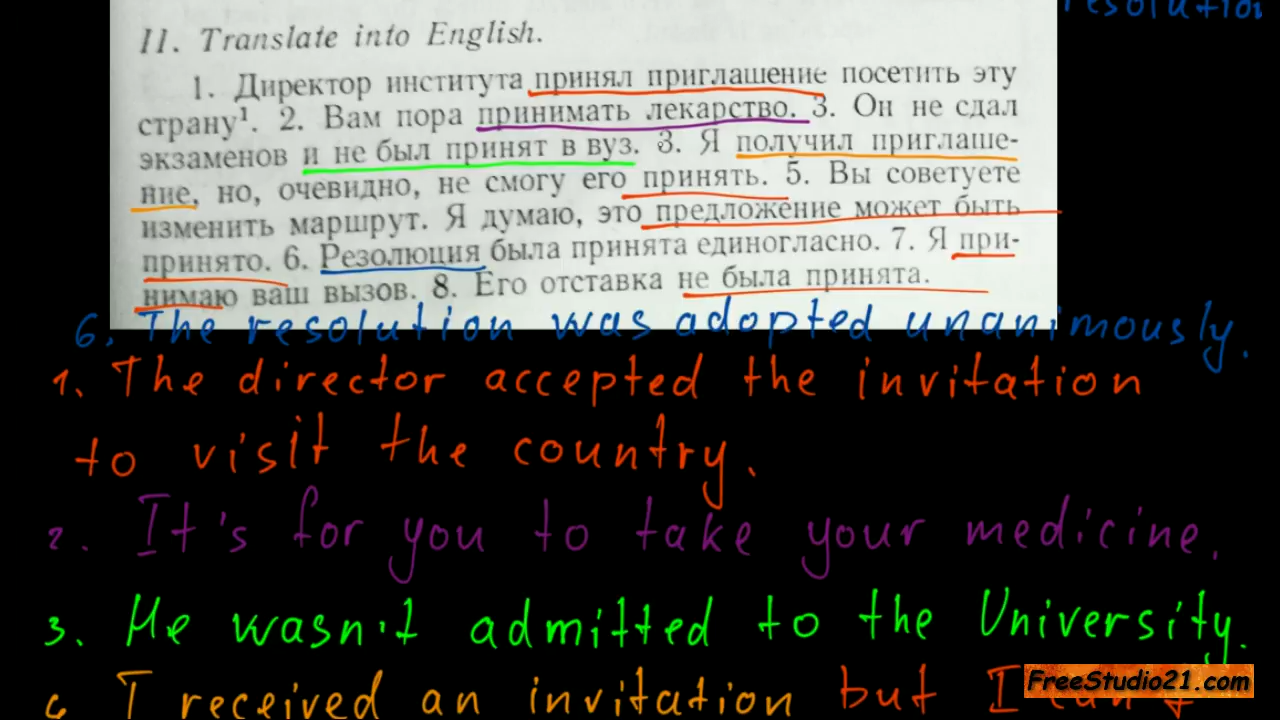 resolution
II. Translate into English.
1. Директор института принял приглашение посетить эту
страну¹. 2. Вам пора принимать лекарство. 3. Он не сдал
экзаменов и не был принят в вуз. 3. Я получил приглаше-
ние, но, очевидно, не смогу его принять. 5. Вы советуете
изменить маршрут. Я думаю, это предложение может быть
принято. 6. Резолюция была принята единогласно. 7. Я при-
нимаю ваш вызов. 8. Его отставка не была принята.
6. The resolution was adopted unanimously.
1. The director accepted the invitation
to visit the country.
2. It's for you to take your medicine.
3. He wasn't admitted to the University.
I received an invitation but I can't
FreeStudio21.com